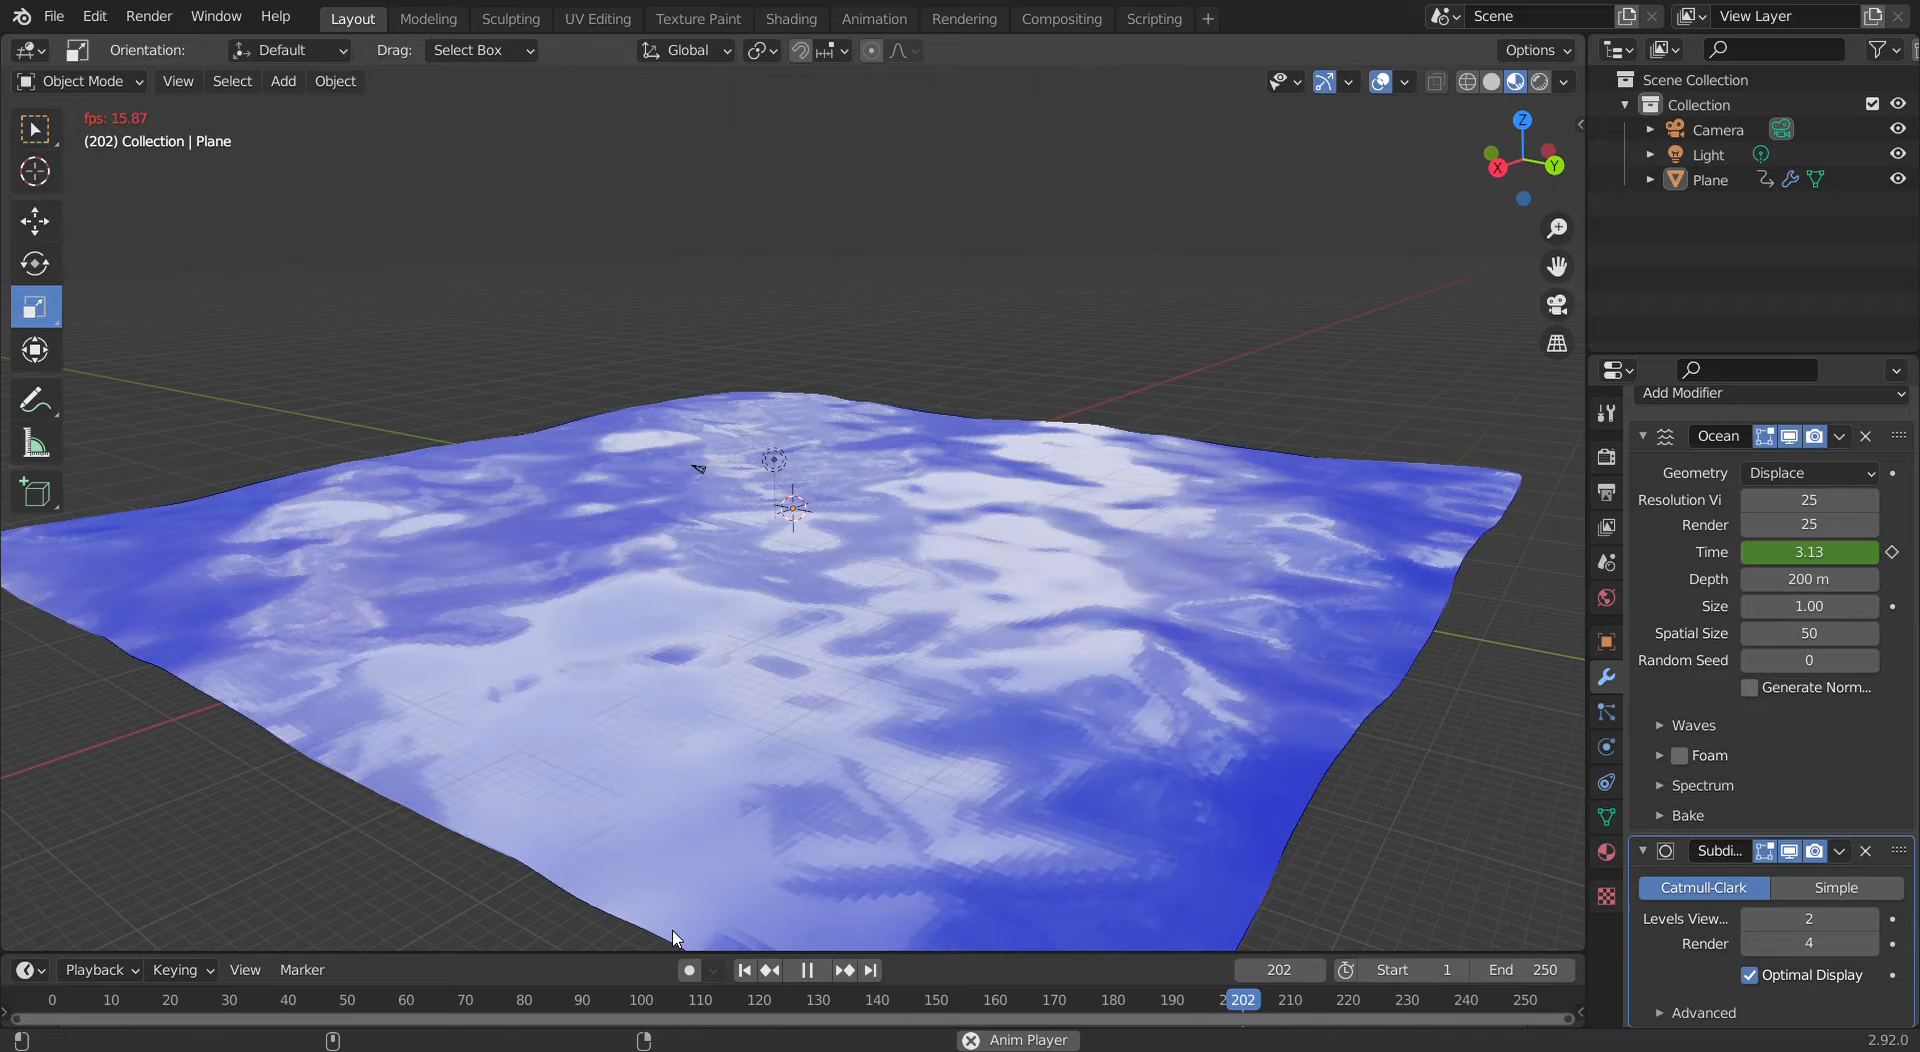 File Edit Render Window Help Layout Modeling Sculpting UV Editing Texture Paint Shading Animation Rendering Compositing Scripting + Scene View Layer
Orientation: Default Drag: Select Box Global Options
Object Mode View Select Add Object
fps: 15.87
(202) Collection | Plane
Z
X
Y
Scene Collection
Collection
Camera
Light
Plane
Add Modifier
Ocean
Geometry Displace
Resolution Vi 25
Render 25
Time 3.13
Depth 200 m
Size 1.00
Spatial Size 50
Random Seed 0
Generate Norm...
Waves
Foam
Spectrum
Bake
Subdi...
Catmull-Clark Simple
Levels View... 2
Render 4
Optimal Display
Advanced
Playback Keying View Marker 202 Start 1 End 250
0 10 20 30 40 50 60 70 80 90 100 110 120 130 140 150 160 170 180 190 202 210 220 230 240 250
Anim Player 2.92.0